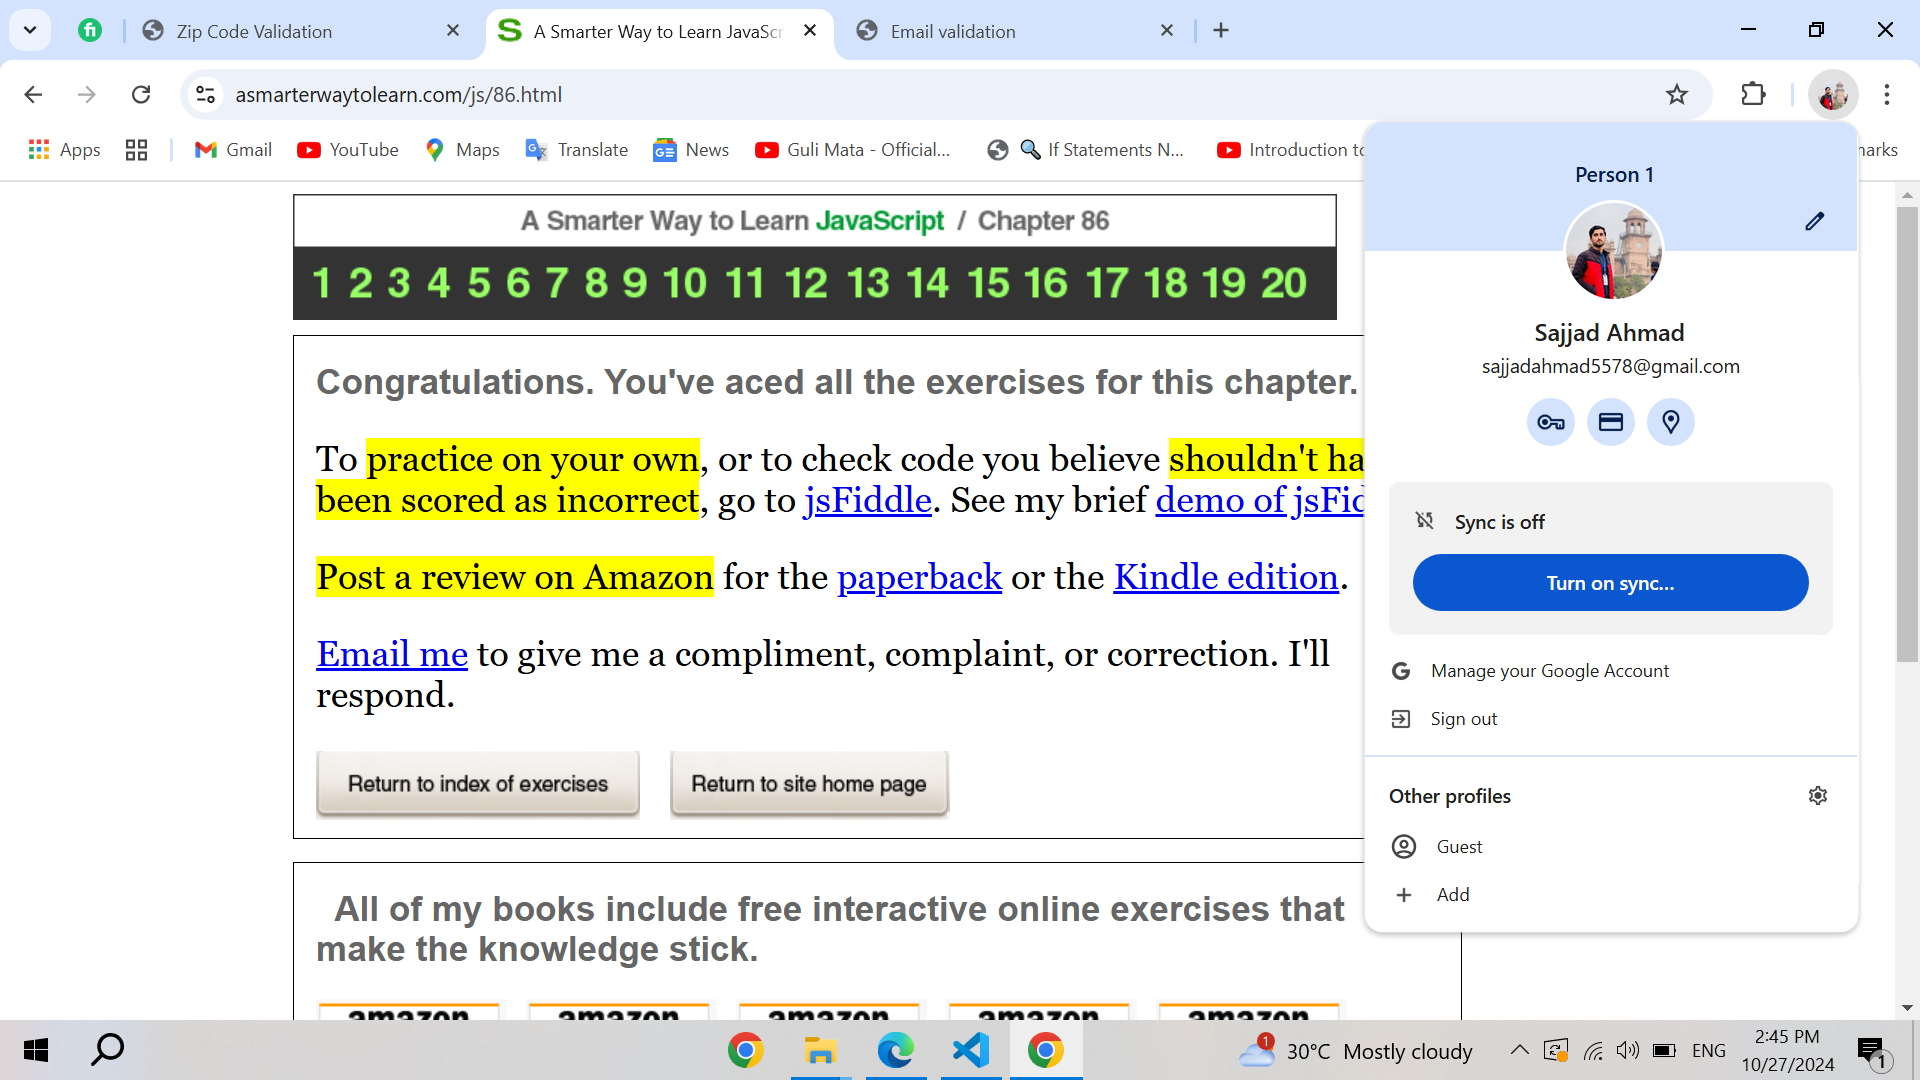 Zip Code Validation
A Smarter Way to Learn JavaScr
Email validation
asmarterwaytolearn.com/js/86.html
Apps
Gmail
YouTube
Maps
Translate
News
Guli Mata - Official...
If Statements N...
Introduction to
A Smarter Way to Learn JavaScript / Chapter 86
1 2 3 4 5 6 7 8 9 10 11 12 13 14 15 16 17 18 19 20
Congratulations. You've aced all the exercises for this chapter.
To practice on your own, or to check code you believe shouldn't ha
been scored as incorrect, go to jsFiddle. See my brief demo of jsFid
Post a review on Amazon for the paperback or the Kindle edition.
Email me to give me a compliment, complaint, or correction. I'll
respond.
Return to index of exercises
Return to site home page
All of my books include free interactive online exercises that
make the knowledge stick.
amazon amazon amazon amazon amazon
Person 1
Sajjad Ahmad
sajjadahmad5578@gmail.com
Sync is off
Turn on sync...
Manage your Google Account
Sign out
Other profiles
Guest
Add
1
30°C Mostly cloudy
ENG
2:45 PM
10/27/2024
1